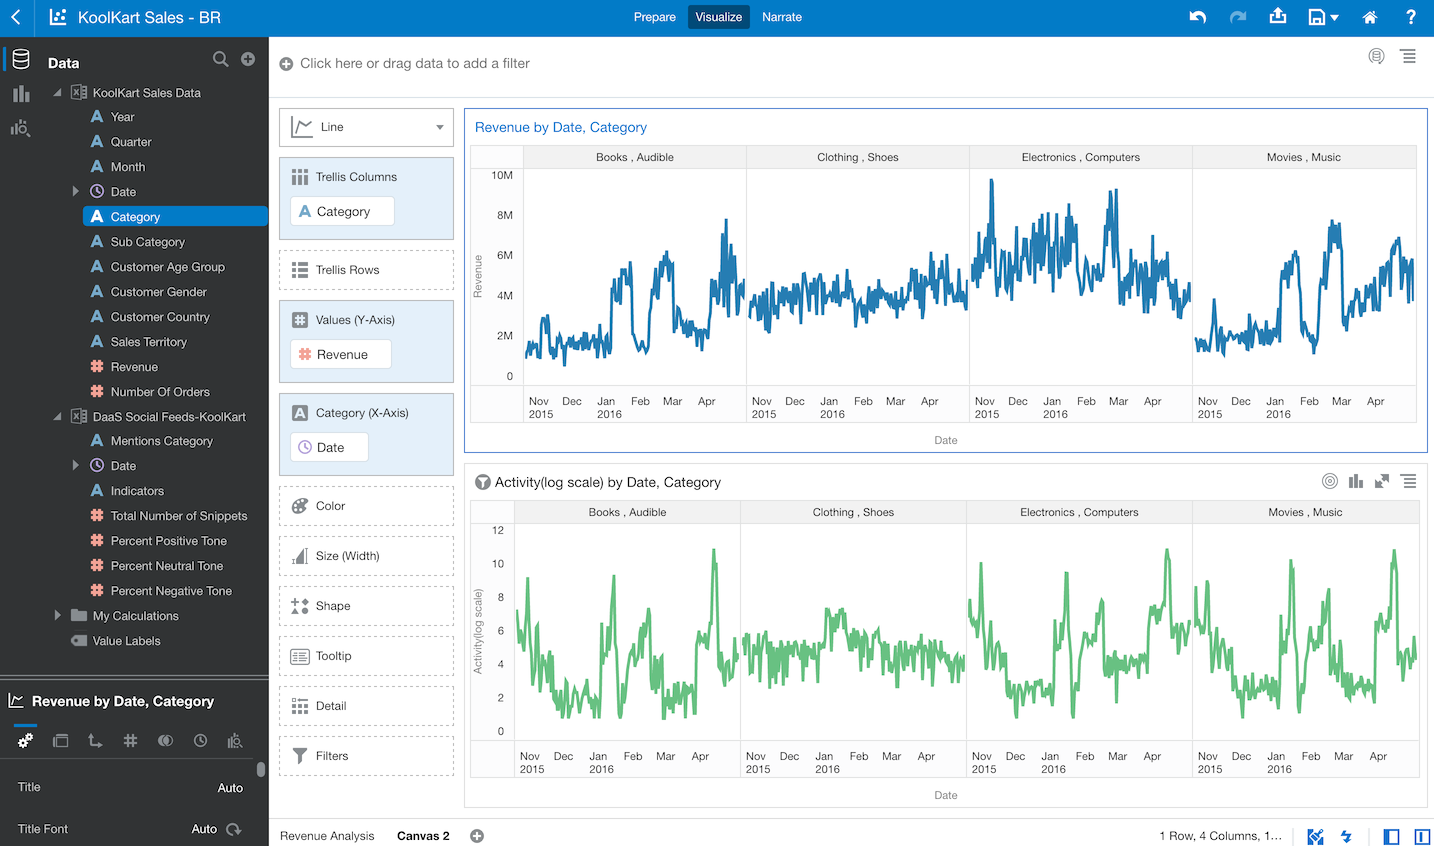 KoolKart Sales - BR
Prepare
Visualize
Narrate
?
Data
KoolKart Sales Data
A Year
A Quarter
A Month
Date
A Category
A Sub Category
A Customer Age Group
A Customer Gender
A Customer Country
A Sales Territory
# Revenue
# Number Of Orders
DaaS Social Feeds-KoolKart
A Mentions Category
Date
A Indicators
# Total Number of Snippets
# Percent Positive Tone
# Percent Neutral Tone
# Percent Negative Tone
My Calculations
Value Labels
Revenue by Date, Category
Title
Auto
Title Font
Auto
Click here or drag data to add a filter
Line
Trellis Columns
A Category
Trellis Rows
# Values (Y-Axis)
# Revenue
A Category (X-Axis)
Date
Color
Size (Width)
Shape
Tooltip
Detail
Filters
Revenue by Date, Category
Books , Audible
Clothing , Shoes
Electronics , Computers
Movies , Music
Revenue
10M
8M
6M
4M
2M
0
Nov Dec Jan Feb Mar Apr
2015 2016
Nov Dec Jan Feb Mar Apr
2015 2016
Nov Dec Jan Feb Mar Apr
2015 2016
Nov Dec Jan Feb Mar Apr
2015 2016
Date
Activity(log scale) by Date, Category
Books , Audible
Clothing , Shoes
Electronics , Computers
Movies , Music
Activity(log scale)
12
10
8
6
4
2
0
Nov Dec Jan Feb Mar Apr
2015 2016
Nov Dec Jan Feb Mar Apr
2015 2016
Nov Dec Jan Feb Mar Apr
2015 2016
Nov Dec Jan Feb Mar Apr
2015 2016
Date
Revenue Analysis
Canvas 2
1 Row, 4 Columns, 1...